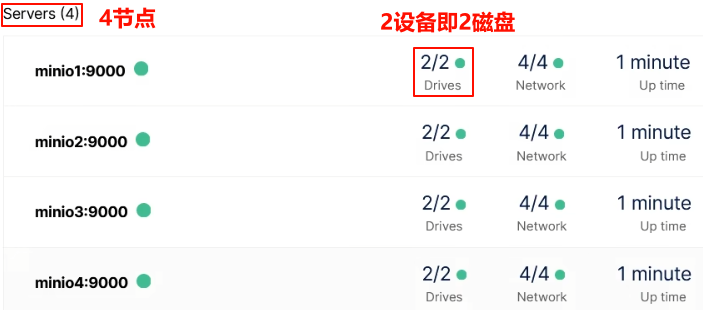 Servers (4) 4节点 2设备即2磁盘
minio1:9000 2/2 4/4 1 minute
Drives Network Up time
minio2:9000 2/2 4/4 1 minute
Drives Network Up time
minio3:9000 2/2 4/4 1 minute
Drives Network Up time
minio4:9000 2/2 4/4 1 minute
Drives Network Up time